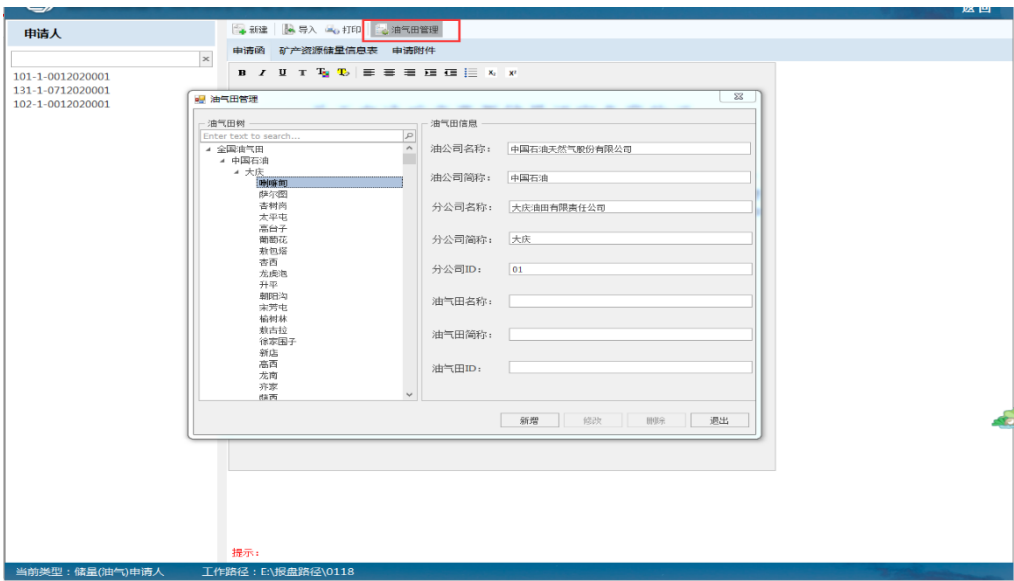 返 回
申请人
新建 导入 打印 油气田管理
申请函 矿产资源储量信息表 申请附件
B I U T
X₂ X²
101-1-0012020001
131-1-0712020001
102-1-0012020001
油气田管理
油气田树
Enter text to search...
全国油气田
中国石油
大庆
喇嘛甸
萨尔图
杏树岗
太平屯
高台子
葡萄花
敖包塔
杏西
龙虎泡
升平
朝阳沟
宋芳屯
榆树林
敖古拉
徐家围子
新店
高西
龙南
萨西
油气田信息
油公司名称： 中国石油天然气股份有限公司
油公司简称： 中国石油
分公司名称： 大庆油田有限责任公司
分公司简称： 大庆
分公司ID： 01
油气田名称：
油气田简称：
油气田ID：
新增 修改 删除 退出
提示：
当前类型：储量(油气)申请人 工作路径：E:\报盘路径\0118